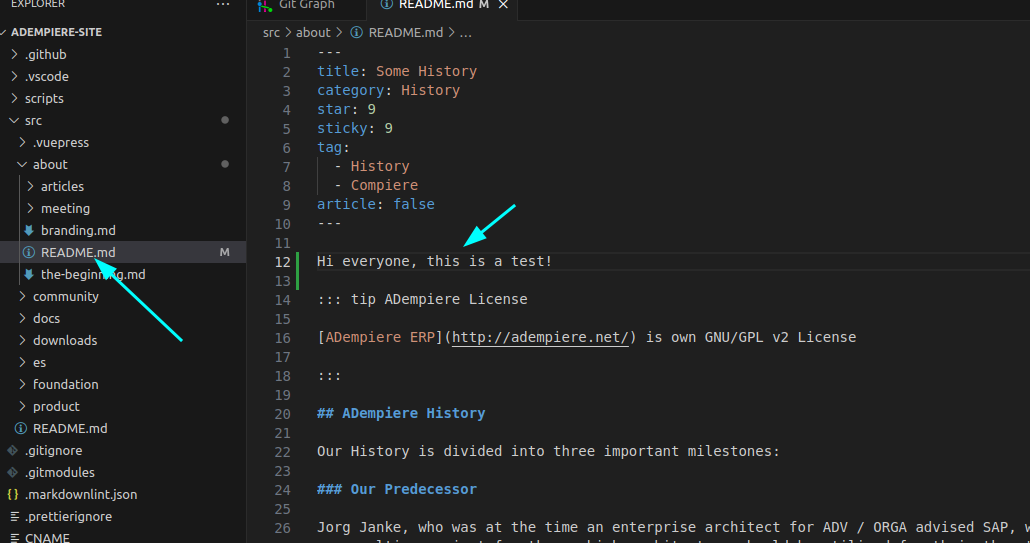 EXPLORER
...
ADEMPIERE-SITE
.github
.vscode
scripts
src
.vuepress
about
articles
meeting
branding.md
README.md M
the-beginning.md
community
docs
downloads
es
foundation
product
README.md
.gitignore
.gitmodules
.markdownlint.json
.prettierignore
CNAME
Git Graph
README.md M
src > about > README.md > ...
1 ---
2 title: Some History
3 category: History
4 star: 9
5 sticky: 9
6 tag:
7 - History
8 - Compiere
9 article: false
10 ---
11
12 Hi everyone, this is a test!
13
14 ::: tip ADempiere License
15
16 [ADempiere ERP](http://adempiere.net/) is own GNU/GPL v2 License
17
18 :::
19
20 ## ADempiere History
21
22 Our History is divided into three important milestones:
23
24 ### Our Predecessor
25
26 Jorg Janke, who was at the time an enterprise architect for ADV / ORGA advised SAP,